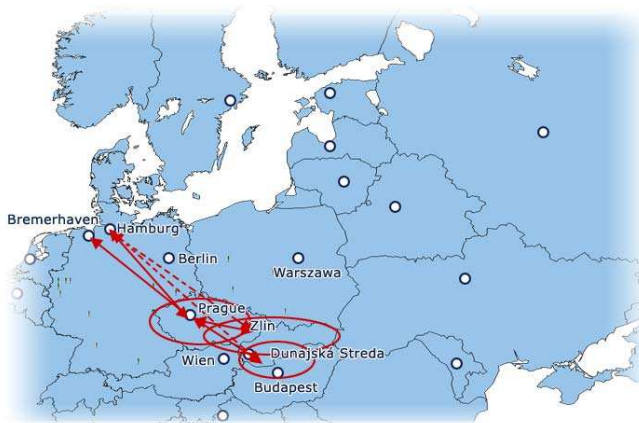 Bremerhaven
Hamburg
Berlin
Warszawa
Prague
Zlin
Wien
Dunajská Streda
Budapest